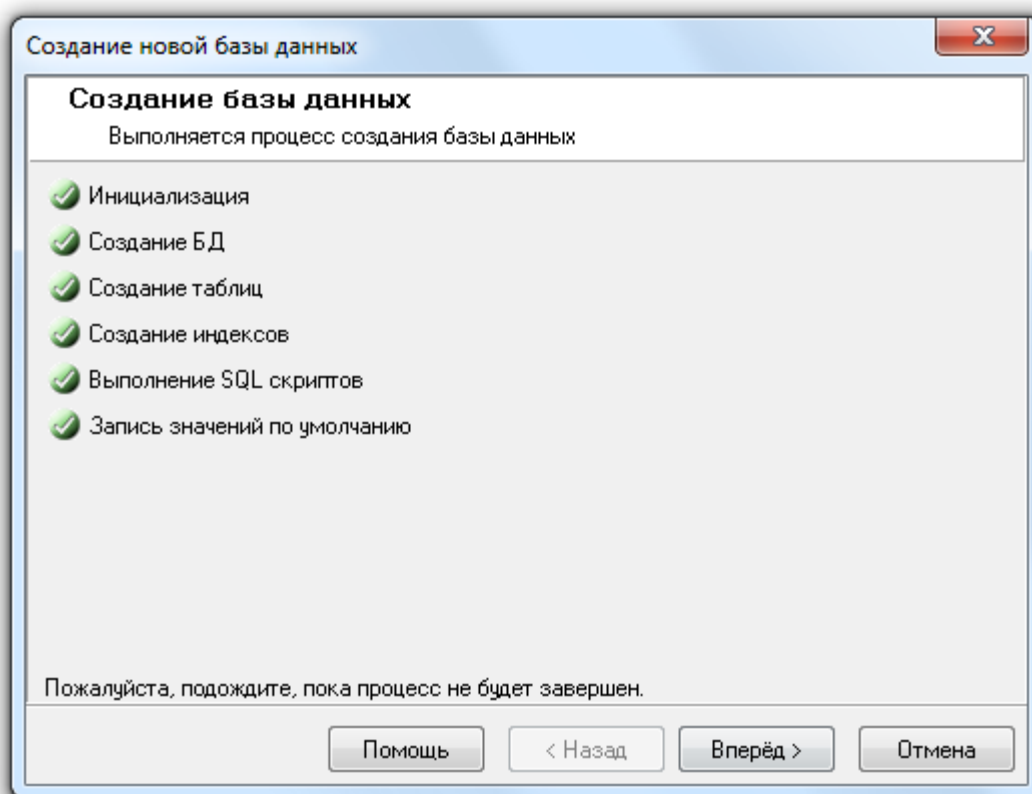 Создание новой базы данных
Создание базы данных
Выполняется процесс создания базы данных
Инициализация
Создание БД
Создание таблиц
Создание индексов
Выполнение SQL скриптов
Запись значений по умолчанию
Пожалуйста, подождите, пока процесс не будет завершен.
Помощь < Назад Вперёд > Отмена